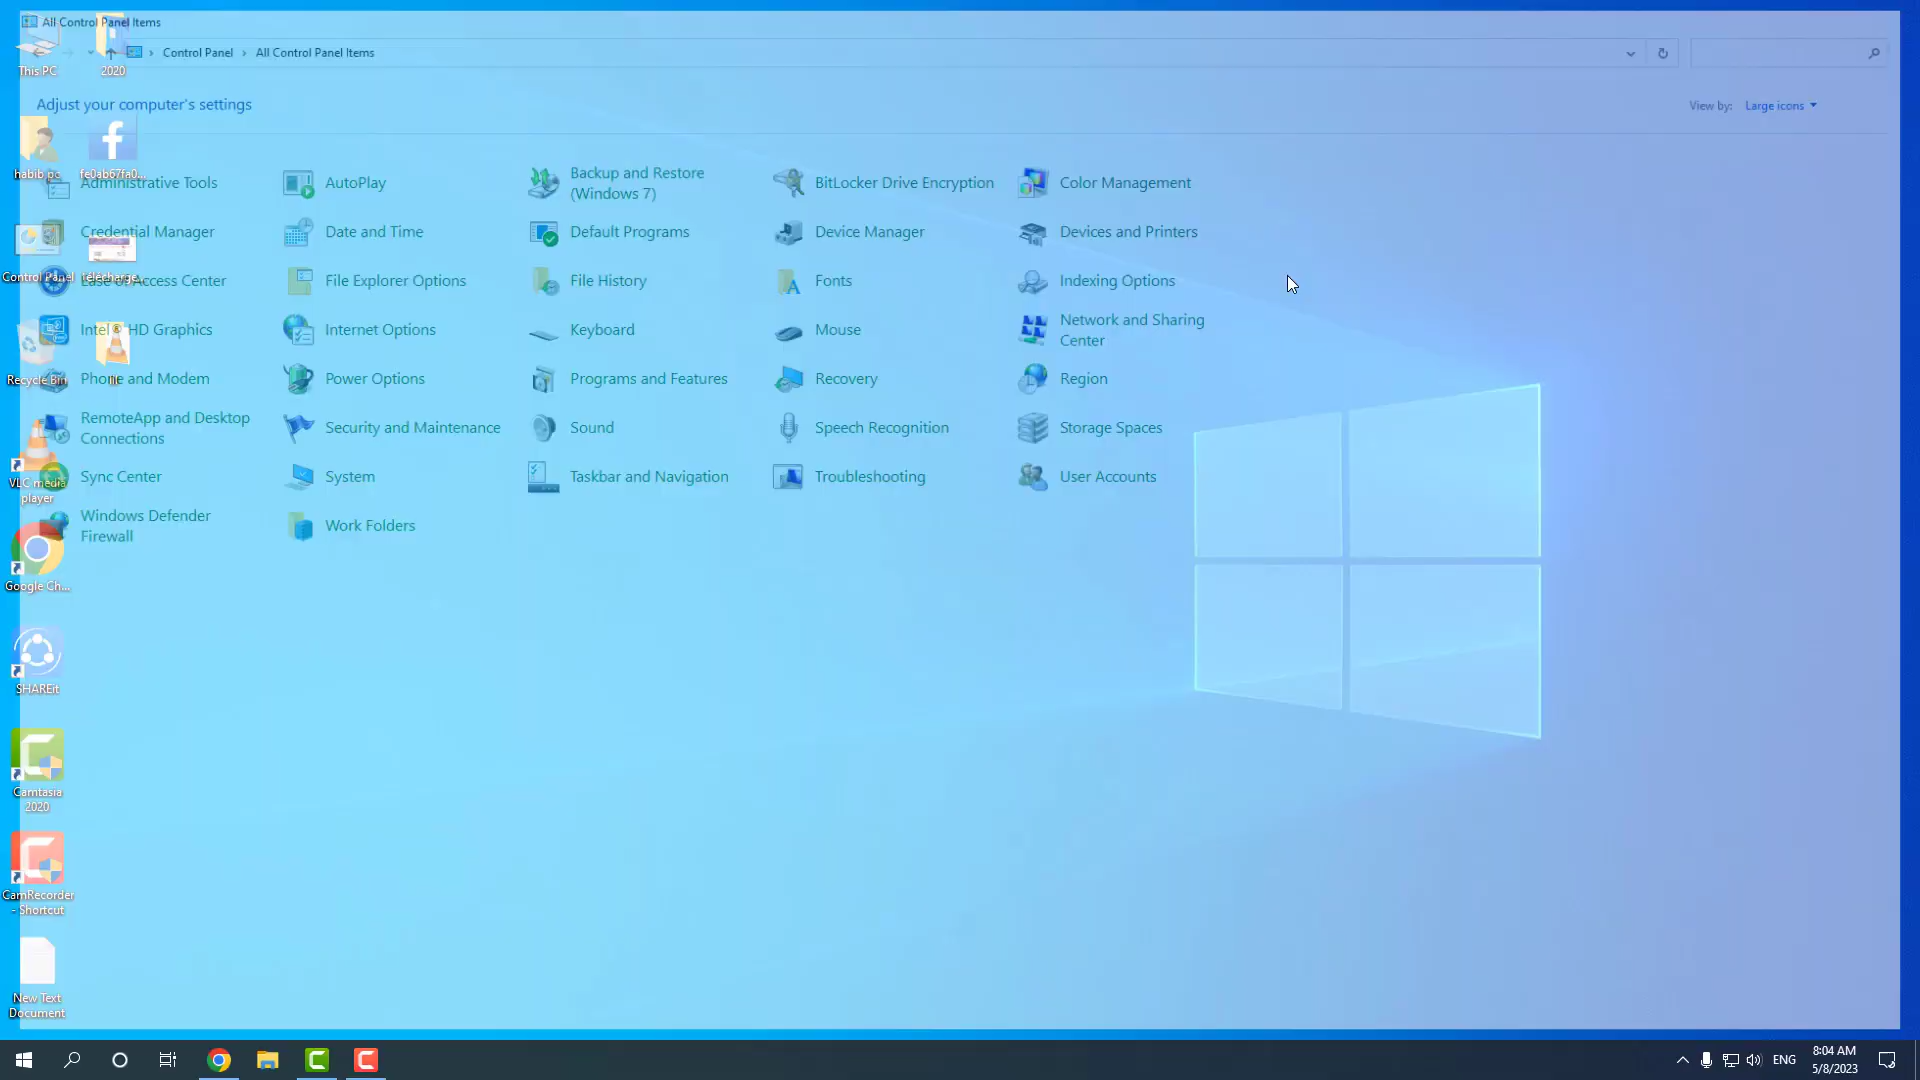 All Control Panel Items
Control Panel
All Control Panel Items
Adjust your computer's settings
View by:
Large icons
Administrative Tools
AutoPlay
Backup and Restore
(Windows 7)
BitLocker Drive Encryption
Color Management
Credential Manager
Date and Time
Default Programs
Device Manager
Devices and Printers
Ease of Access Center
File Explorer Options
File History
Fonts
Indexing Options
Intel® HD Graphics
Internet Options
Keyboard
Mouse
Network and Sharing
Center
Phone and Modem
Power Options
Programs and Features
Recovery
Region
RemoteApp and Desktop
Connections
Security and Maintenance
Sound
Speech Recognition
Storage Spaces
Sync Center
System
Taskbar and Navigation
Troubleshooting
User Accounts
Windows Defender
Firewall
Work Folders
This PC
2020
habib pc
fe0ab67fa0...
Control Panel
Recycle Bin
VLC media
player
Google Ch...
SHAREit
Camtasia
2020
CamRecorder
- Shortcut
New Text
Document
ENG
8:04 AM
5/8/2023